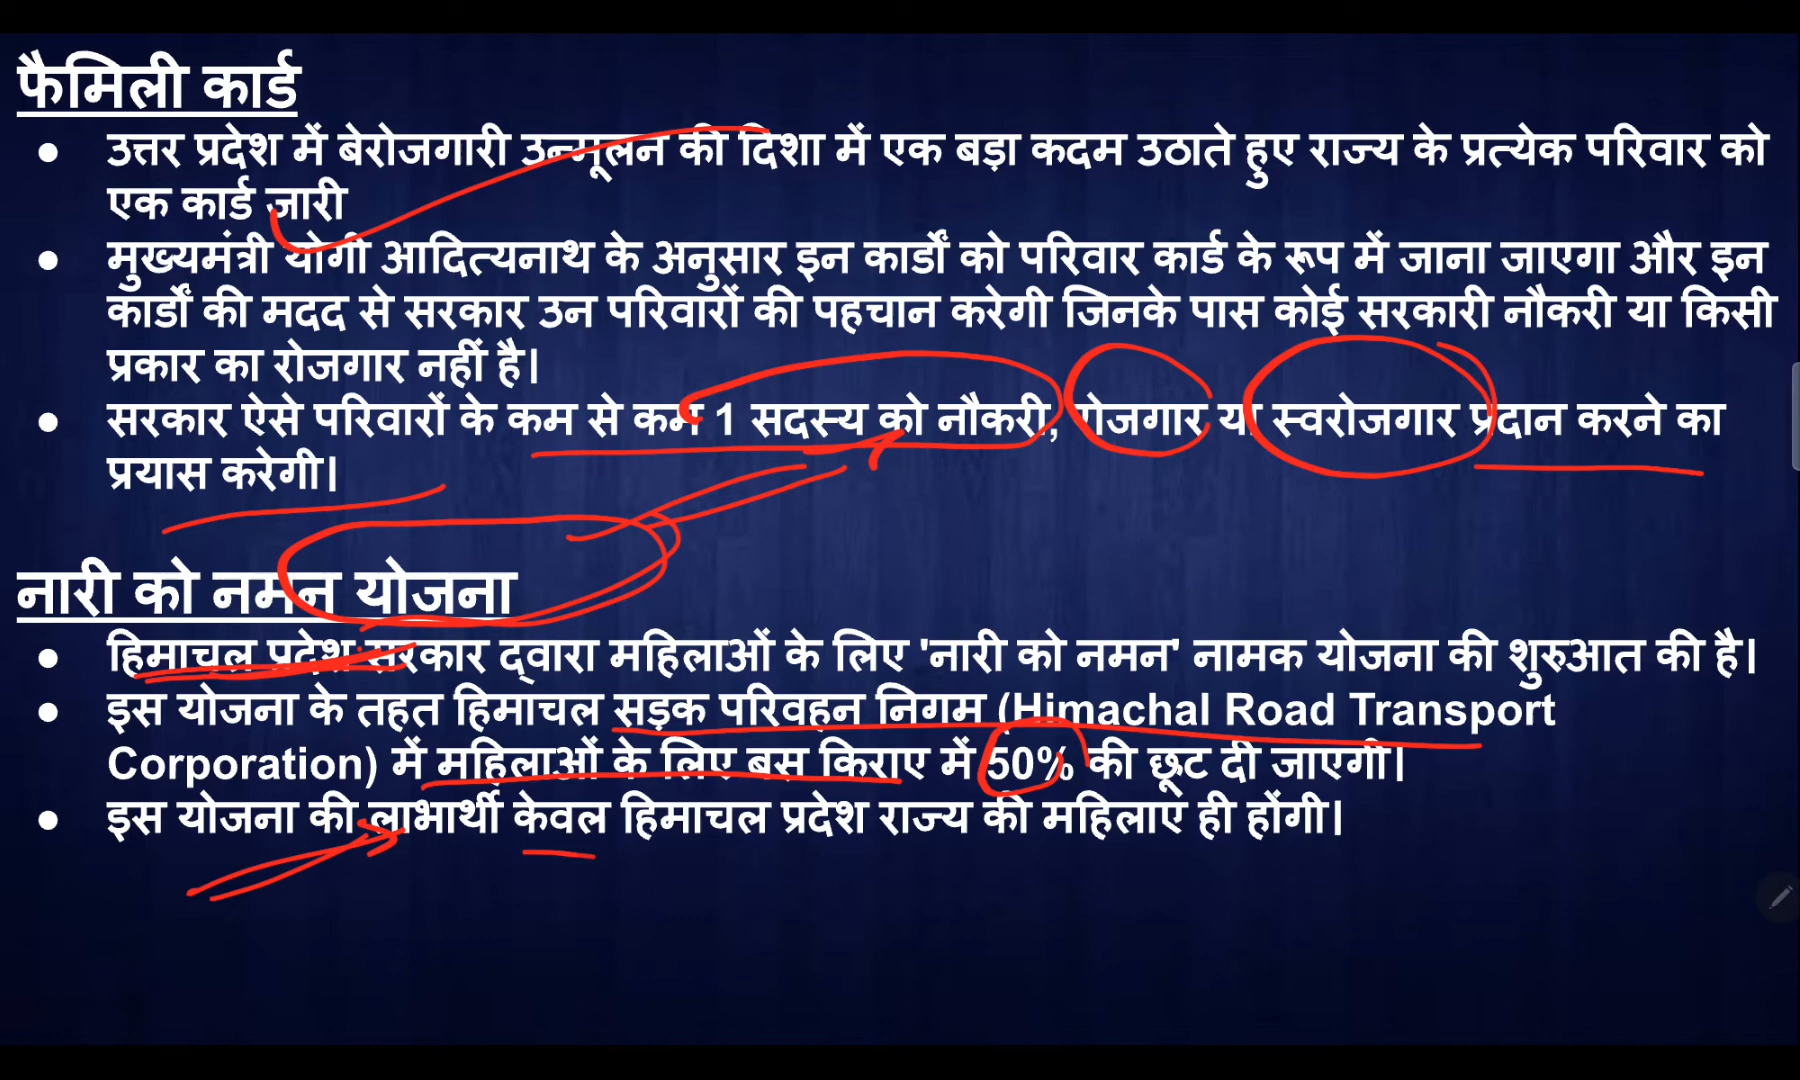 फैमिली कार्ड
● उत्तर प्रदेश में बेरोजगारी उन्मूलन की दिशा में एक बड़ा कदम उठाते हुए राज्य के प्रत्येक परिवार को
एक कार्ड जारी
● मुख्यमंत्री योगी आदित्यनाथ के अनुसार इन कार्डों को परिवार कार्ड के रूप में जाना जाएगा और इन
कार्डों की मदद से सरकार उन परिवारों की पहचान करेगी जिनके पास कोई सरकारी नौकरी या किसी
प्रकार का रोजगार नहीं है।
● सरकार ऐसे परिवारों के कम से कम 1 सदस्य को नौकरी, रोजगार या स्वरोजगार प्रदान करने का
प्रयास करेगी।
नारी को नमन योजना
● हिमाचल प्रदेश सरकार द्वारा महिलाओं के लिए 'नारी को नमन' नामक योजना की शुरुआत की है।
● इस योजना के तहत हिमाचल सड़क परिवहन निगम (Himachal Road Transport
Corporation) में महिलाओं के लिए बस किराए में 50% की छूट दी जाएगी।
● इस योजना की लाभार्थी केवल हिमाचल प्रदेश राज्य की महिलाएं ही होंगी।